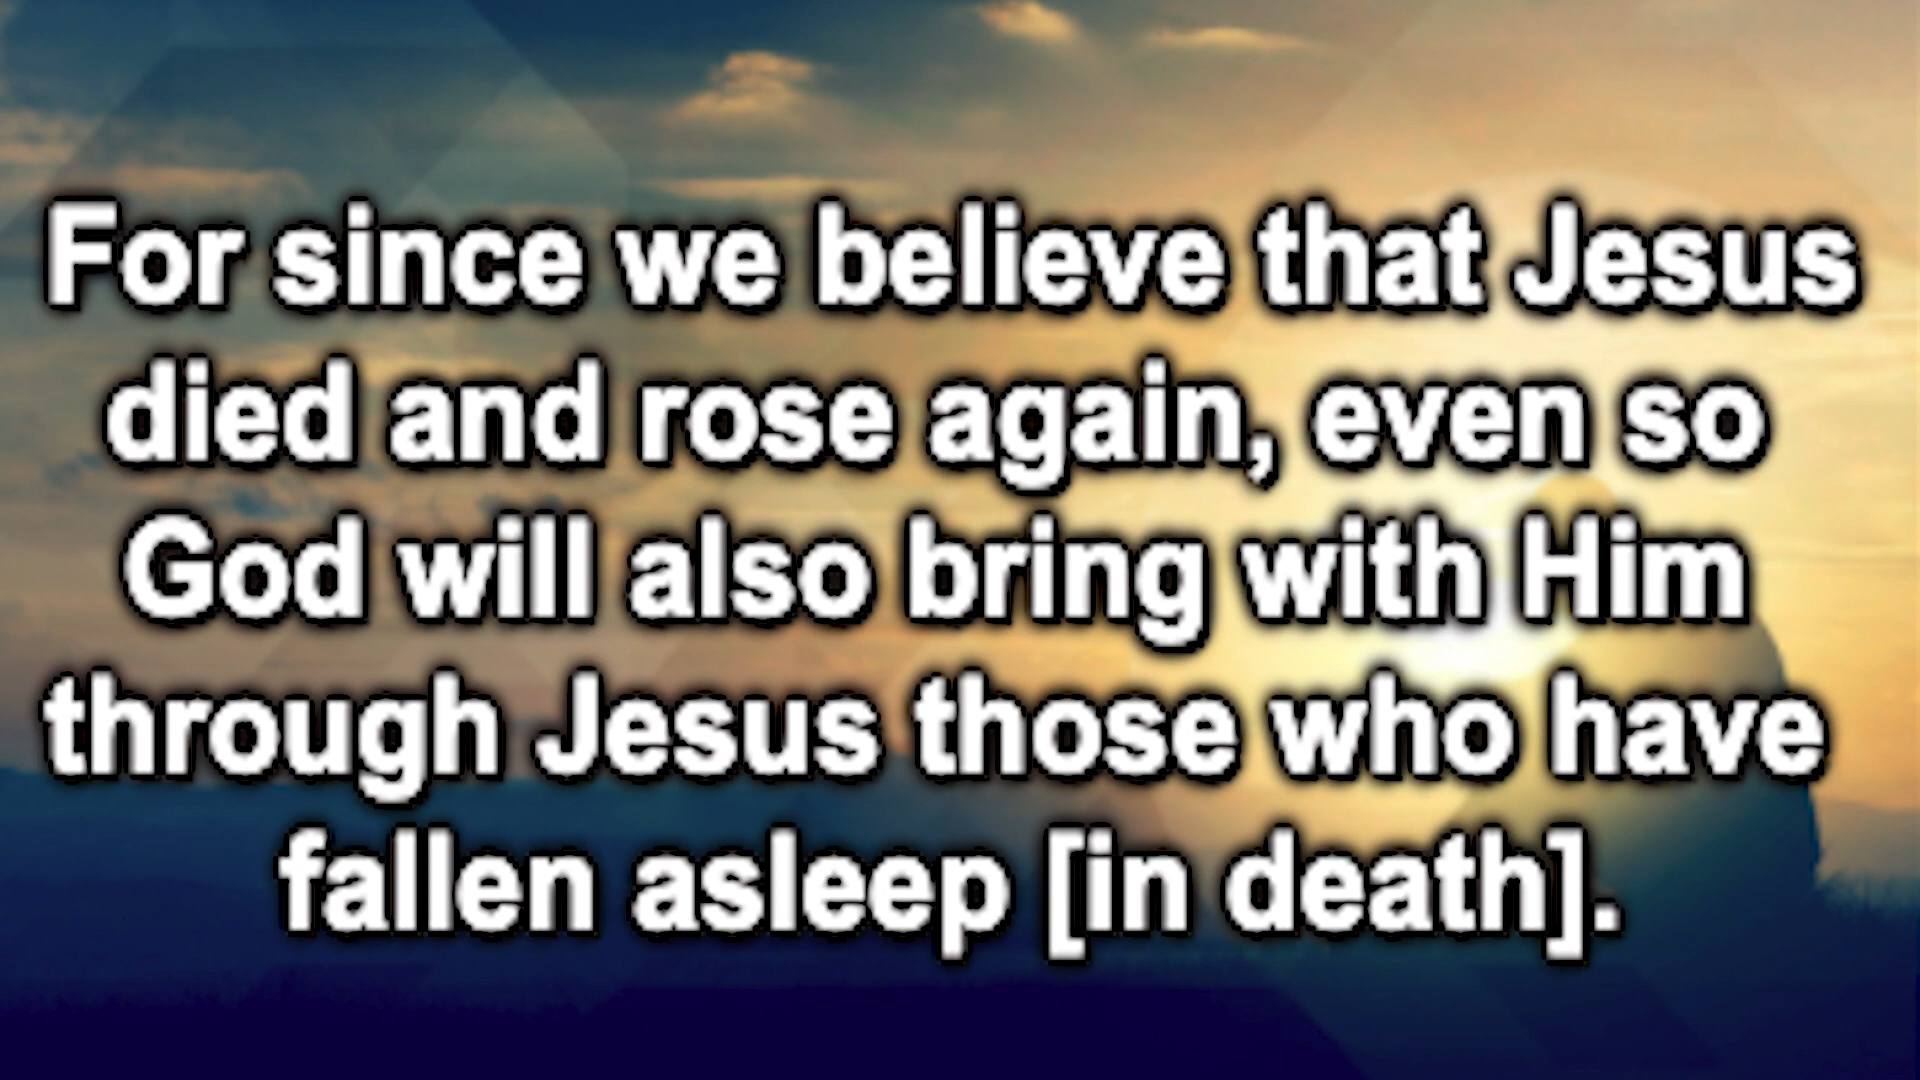 For since we believe that Jesus
died and rose again, even so
God will also bring with Him
through Jesus those who have
fallen asleep [in death].